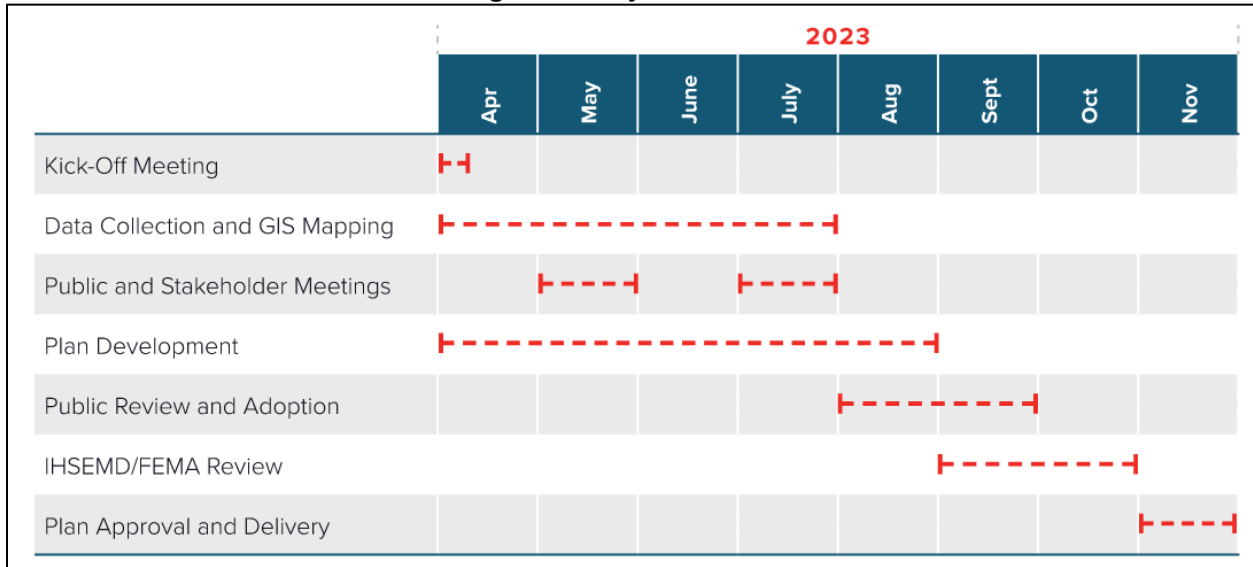 2023
Apr
May
June
July
Aug
Sept
Oct
Nov
Kick-Off Meeting
Data Collection and GIS Mapping
Public and Stakeholder Meetings
Plan Development
Public Review and Adoption
IHSEMD/FEMA Review
Plan Approval and Delivery